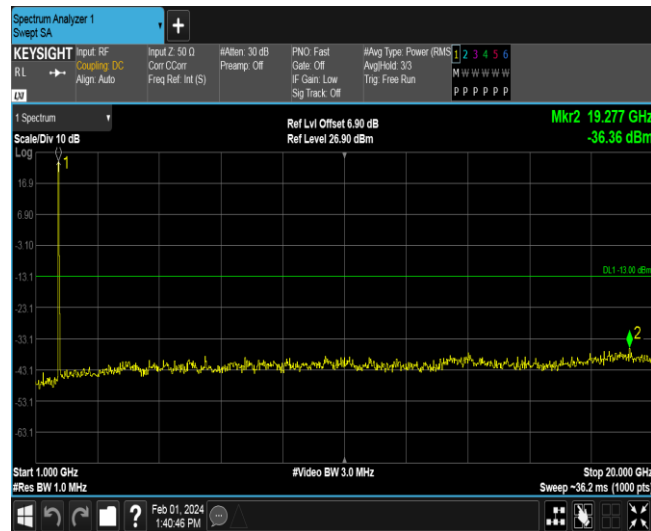 Spectrum Analyzer 1
Swept SA
+
KEYSIGHT
RL
LXI
Input: RF
Coupling: DC
Align: Auto
Input Z: 50 Ω
Corr CCorr
Freq Ref: Int (S)
#Atten: 30 dB
Preamp: Off
PNO: Fast
Gate: Off
IF Gain: Low
Sig Track: Off
#Avg Type: Power (RMS
Avg|Hold: 3/3
Trig: Free Run
1 2 3 4 5 6
M W W W W W
P P P P P P
1 Spectrum
Scale/Div 10 dB
Ref Lvl Offset 6.90 dB
Ref Level 26.90 dBm
Mkr2 19.277 GHz
-36.36 dBm
Log
1
16.9
6.90
-3.10
-13.1
DL1 -13.00 dBm
-23.1
-33.1
2
-43.1
-53.1
-63.1
Start 1.000 GHz
#Video BW 3.0 MHz
Stop 20.000 GHz
#Res BW 1.0 MHz
Sweep ~36.2 ms (1000 pts)
?
Feb 01, 2024
1:40:46 PM